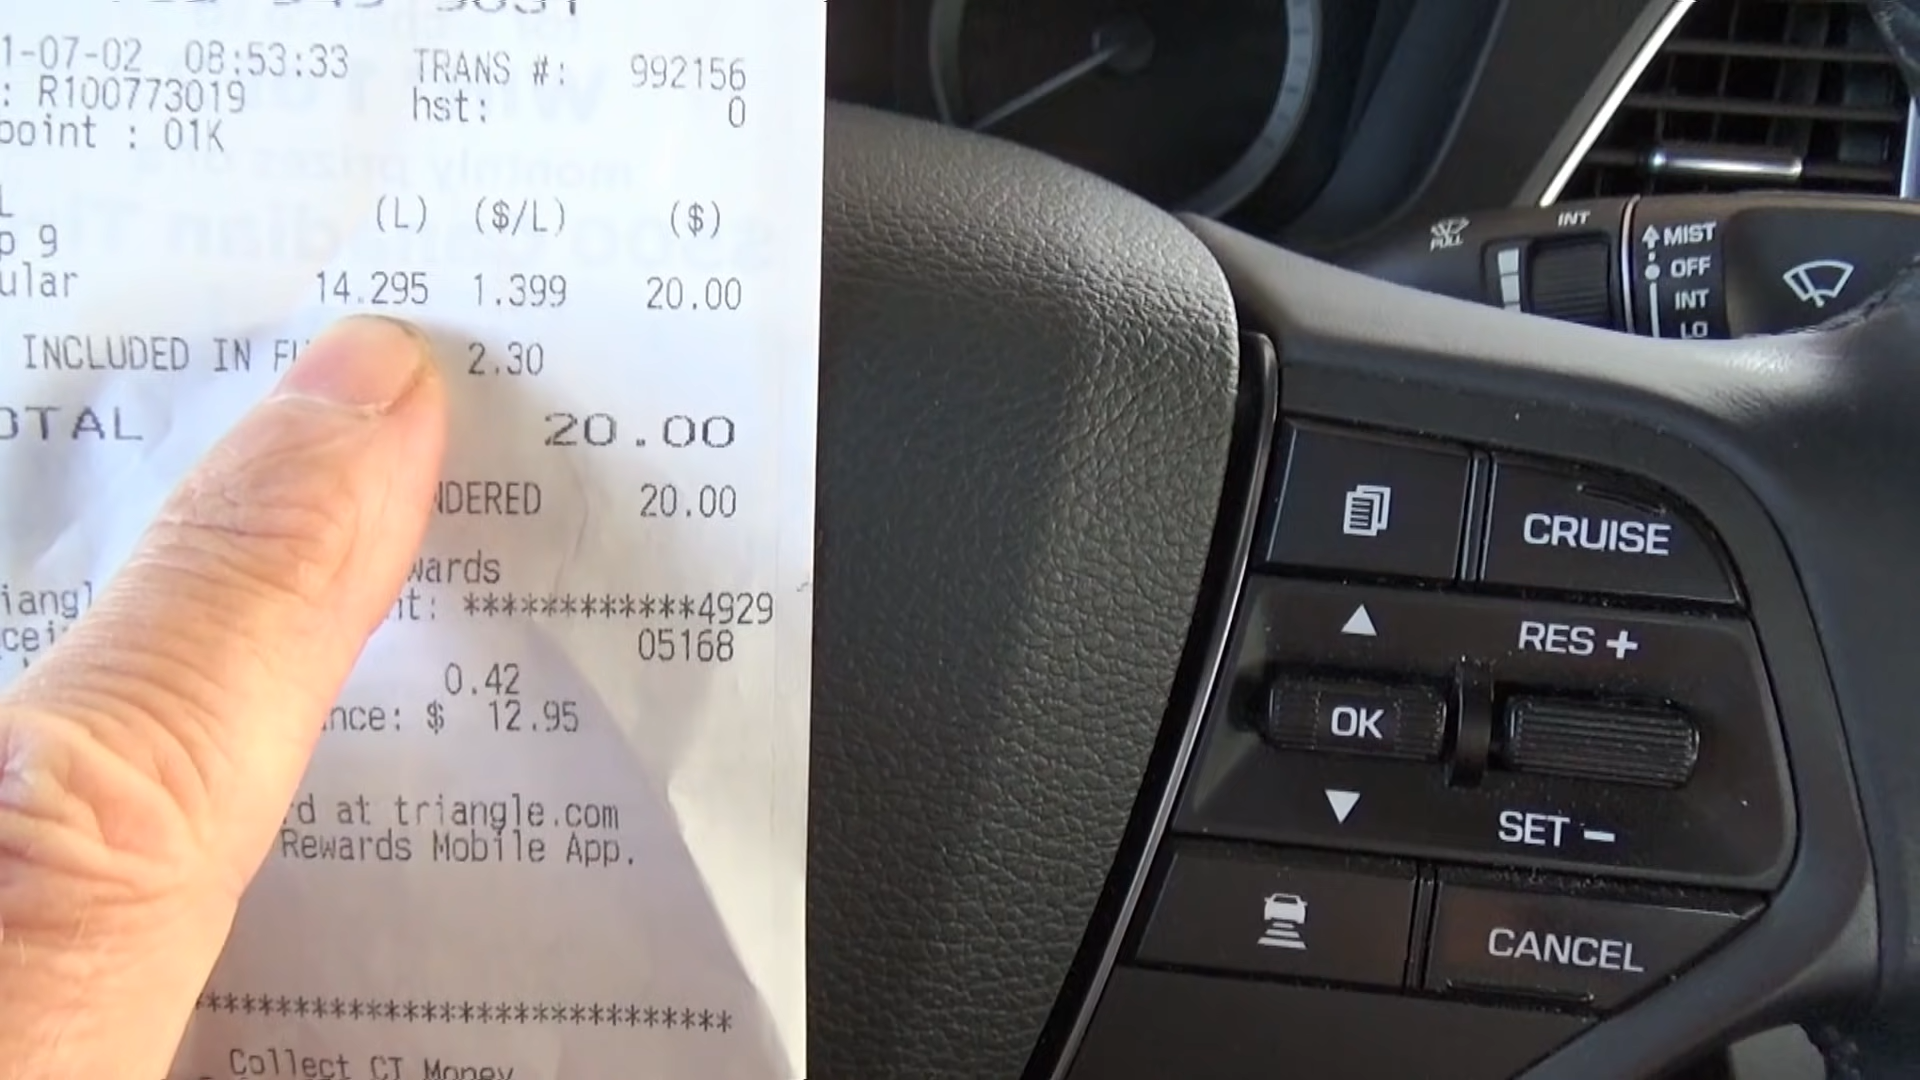 1-07-02 08:53:33 TRANS #: 992156
: R100773019 hst: 0
point : 01K
L (L) ($/L) ($)
p 9
ular 14.295 1.399 20.00
INCLUDED IN FU 2.30
OTAL 20.00
NDERED 20.00
wards
iangl nt: ************4929
cei 05168
0.42
nce: $ 12.95
rd at triangle.com
Rewards Mobile App.
******************************
Collect CT Money
PULL
INT
MIST
OFF
INT
LO
CRUISE
RES +
OK
SET −
CANCEL